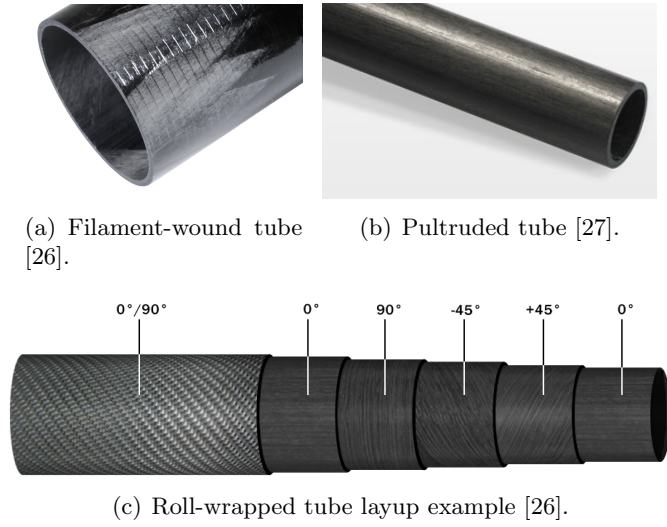 (a) Filament-wound tube
[26].
(b) Pultruded tube [27].
0°/90° 0° 90° -45° +45° 0°
(c) Roll-wrapped tube layup example [26].